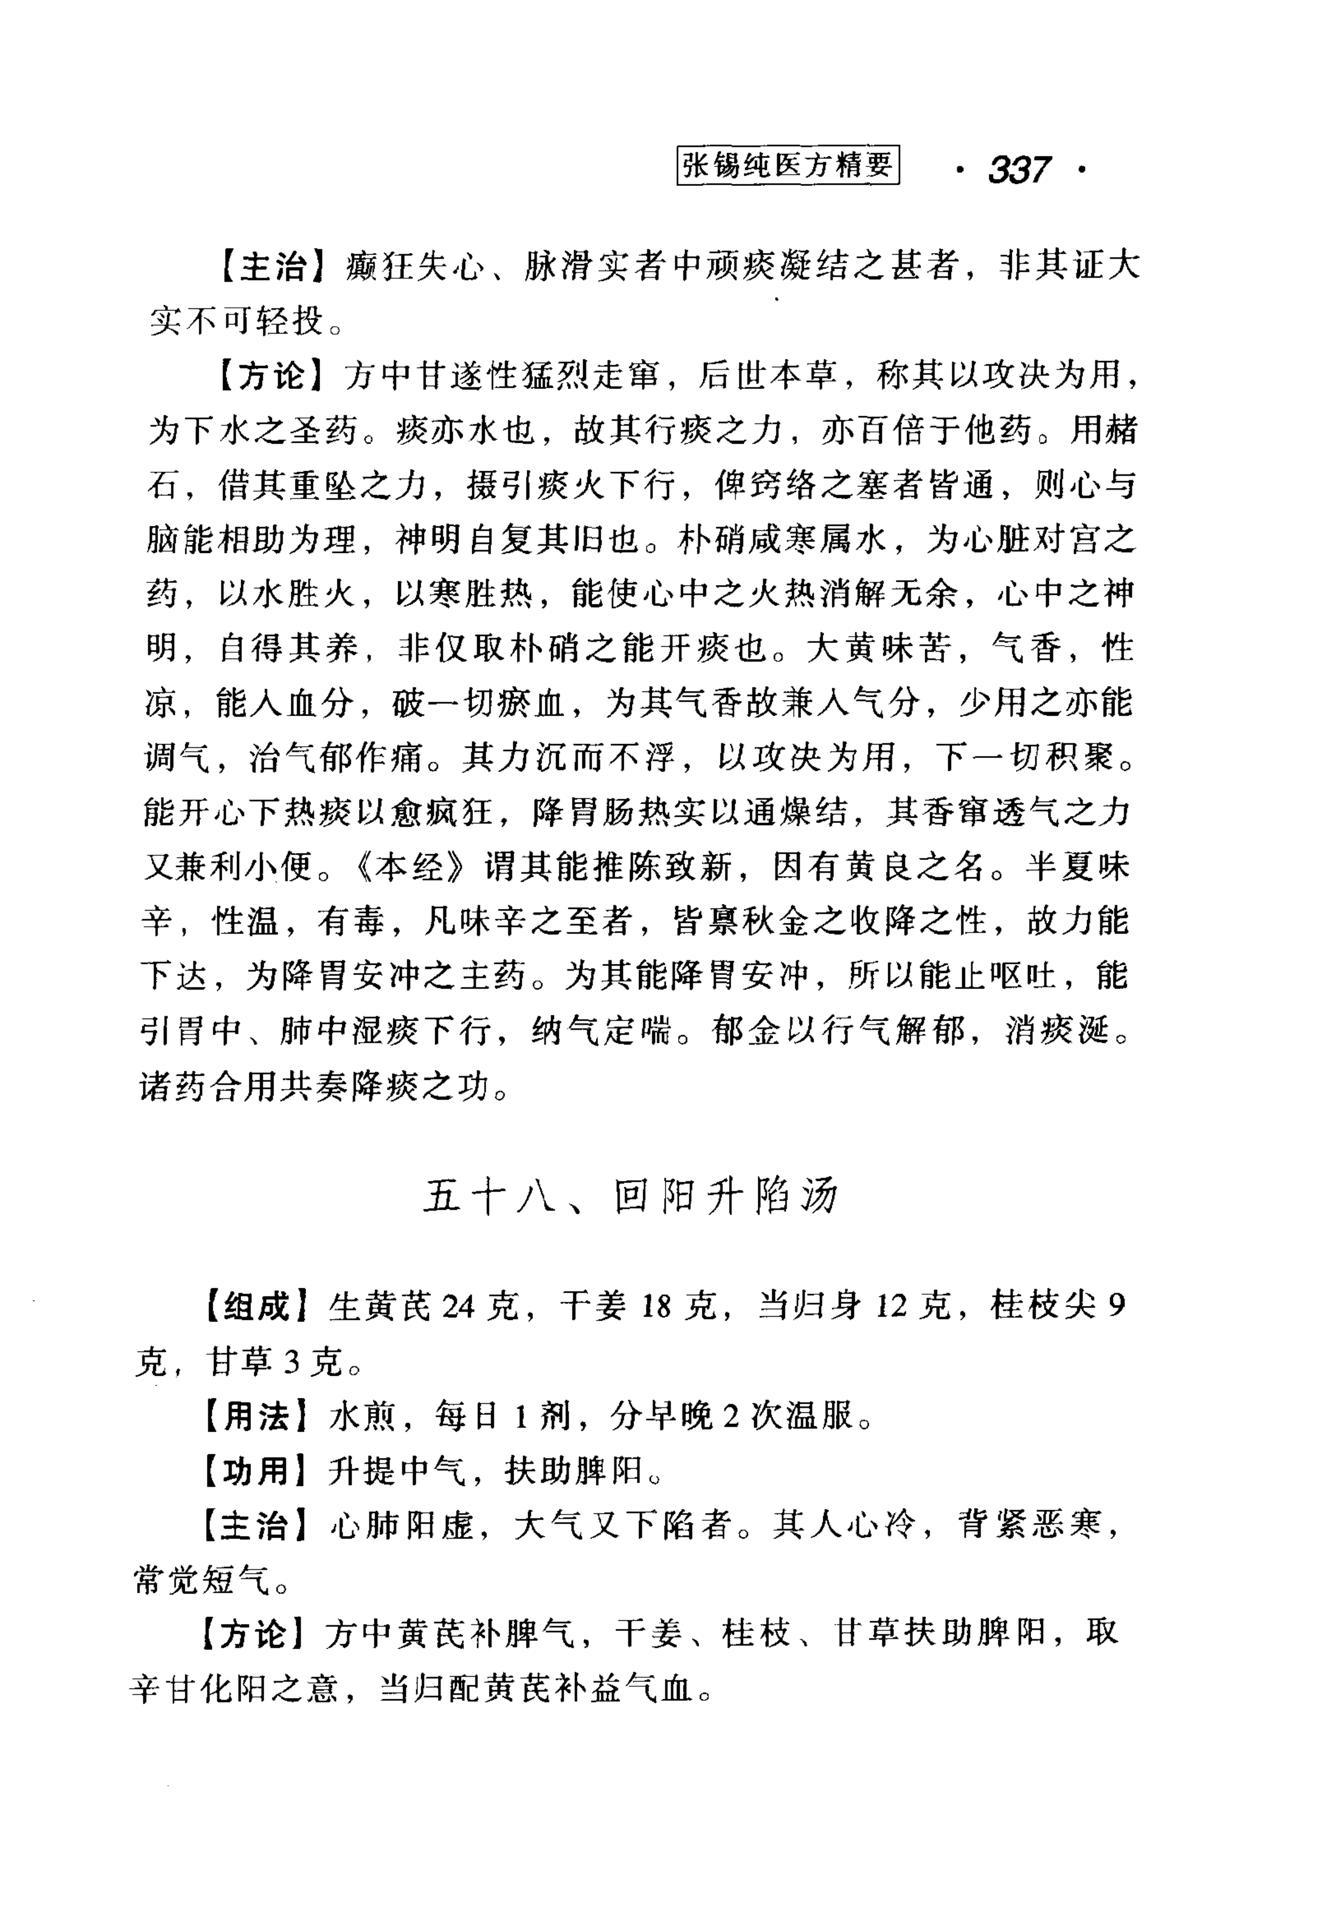 张锡纯医方精要 · 337 ·
【主治】癫狂失心、脉滑实者中顽痰凝结之甚者，非其证大
实不可轻投。
【方论】方中甘遂性猛烈走窜，后世本草，称其以攻决为用，
为下水之圣药。痰亦水也，故其行痰之力，亦百倍于他药。用赭
石，借其重坠之力，摄引痰火下行，俾窍络之塞者皆通，则心与
脑能相助为理，神明自复其旧也。朴硝咸寒属水，为心脏对宫之
药，以水胜火，以寒胜热，能使心中之火热消解无余，心中之神
明，自得其养，非仅取朴硝之能开痰也。大黄味苦，气香，性
凉，能入血分，破一切瘀血，为其气香故兼入气分，少用之亦能
调气，治气郁作痛。其力沉而不浮，以攻决为用，下一切积聚。
能开心下热痰以愈疯狂，降胃肠热实以通燥结，其香窜透气之力
又兼利小便。《本经》谓其能推陈致新，因有黄良之名。半夏味
辛，性温，有毒，凡味辛之至者，皆禀秋金之收降之性，故力能
下达，为降胃安冲之主药。为其能降胃安冲，所以能止呕吐，能
引胃中、肺中湿痰下行，纳气定喘。郁金以行气解郁，消痰涎。
诸药合用共奏降痰之功。
五十八、回阳升陷汤
【组成】生黄芪 24 克，干姜 18 克，当归身 12 克，桂枝尖 9
克，甘草 3 克。
【用法】水煎，每日 1 剂，分早晚 2 次温服。
【功用】升提中气，扶助脾阳。
【主治】心肺阳虚，大气又下陷者。其人心冷，背紧恶寒，
常觉短气。
【方论】方中黄芪补脾气，干姜、桂枝、甘草扶助脾阳，取
辛甘化阳之意，当归配黄芪补益气血。